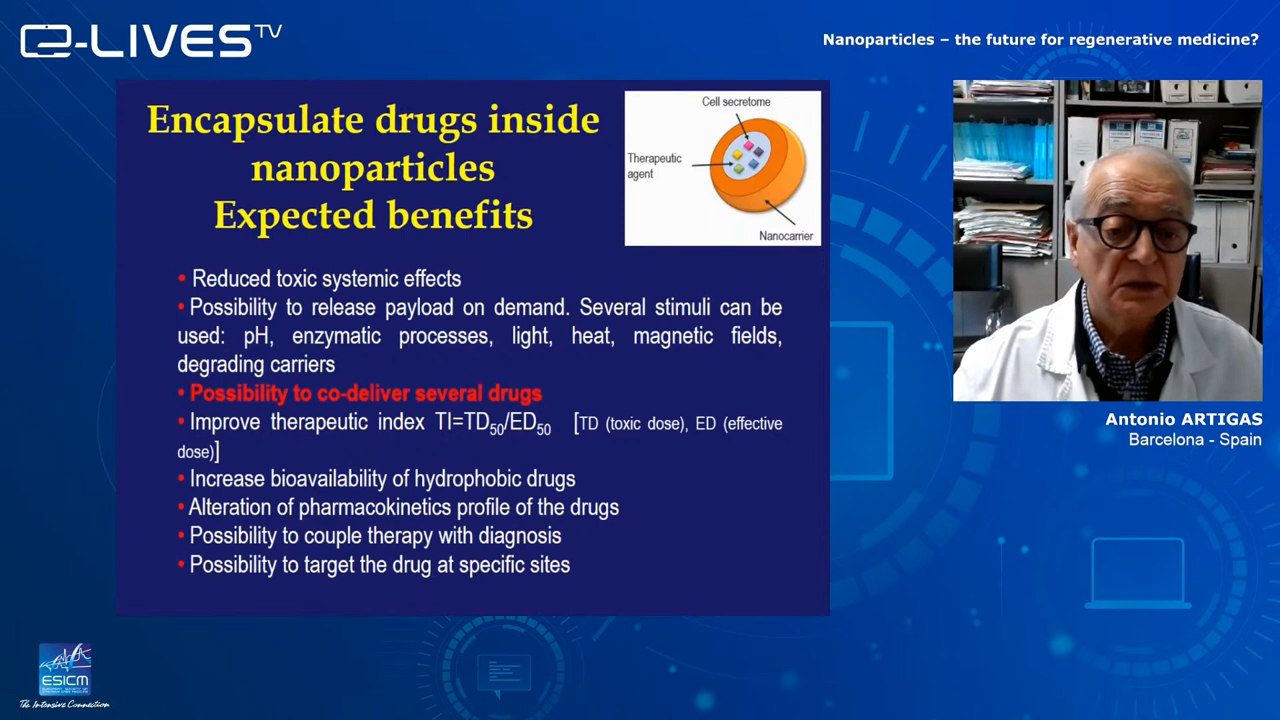 e-LIVES TV
Nanoparticles – the future for regenerative medicine?
Encapsulate drugs inside
nanoparticles
Expected benefits
Cell secretome
Therapeutic
agent
Nanocarrier
• Reduced toxic systemic effects
• Possibility to release payload on demand. Several stimuli can be
used: pH, enzymatic processes, light, heat, magnetic fields,
degrading carriers
• Possibility to co-deliver several drugs
• Improve therapeutic index TI=TD50/ED50 [TD (toxic dose), ED (effective
dose)]
• Increase bioavailability of hydrophobic drugs
• Alteration of pharmacokinetics profile of the drugs
• Possibility to couple therapy with diagnosis
• Possibility to target the drug at specific sites
Antonio ARTIGAS
Barcelona - Spain
ESICM
The Intensive Connection